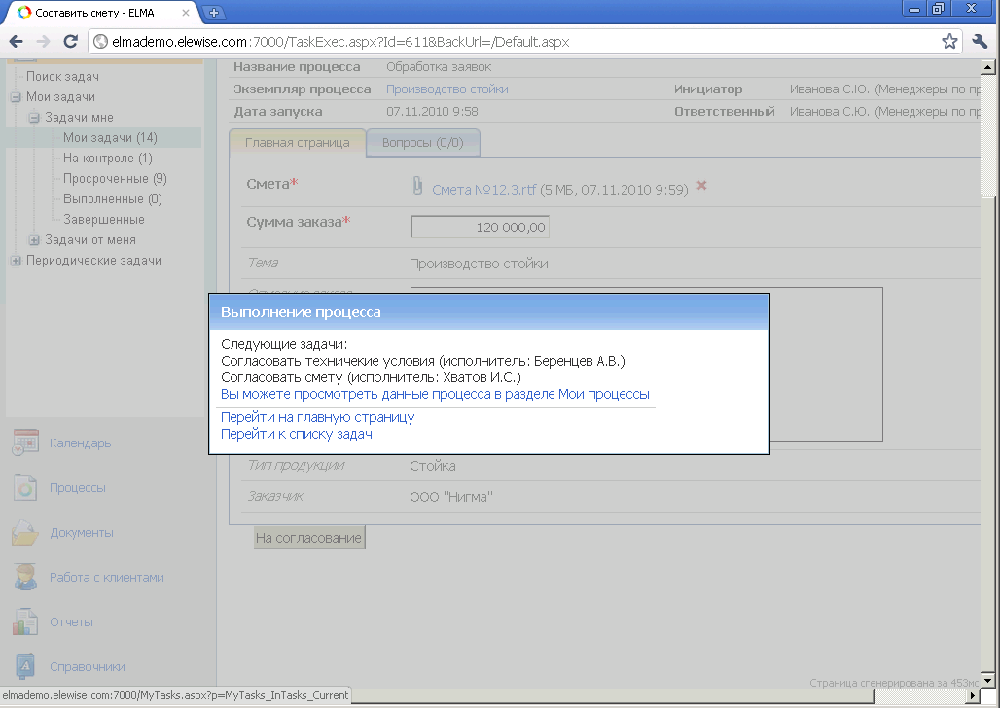 Составить смету - ELMA
elmademo.elewise.com:7000/TaskExec.aspx?Id=611&BackUrl=/Default.aspx
Поиск задач
Мои задачи
Задачи мне
Мои задачи (14)
На контроле (1)
Просроченные (9)
Выполненные (0)
Завершенные
Задачи от меня
Периодические задачи
Календарь
Процессы
Документы
Работа с клиентами
Отчеты
Справочники
Название процесса Обработка заявок
Экземпляр процесса Производство стойки Инициатор Иванова С.Ю. (Менеджеры по пр
Дата запуска 07.11.2010 9:58 Ответственный Иванова С.Ю. (Менеджеры по пр
Главная страница Вопросы (0/0)
Смета* Смета №12.3.rtf (5 МБ, 07.11.2010 9:59)
Сумма заказа* 120 000,00
Тема Производство стойки
Описание заказа
Выполнение процесса
Следующие задачи:
Согласовать техничекие условия (исполнитель: Беренцев А.В.)
Согласовать смету (исполнитель: Хватов И.С.)
Вы можете просмотреть данные процесса в разделе Мои процессы
Перейти на главную страницу
Перейти к списку задач
Тип продукции Стойка
Заказчик ООО "Нигма"
На согласование
Страница сгенерирована за 453мс
elmademo.elewise.com:7000/MyTasks.aspx?p=MyTasks_InTasks_Current